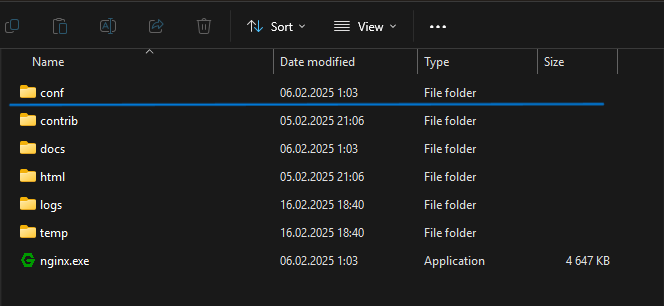 Sort View
Name Date modified Type Size
conf 06.02.2025 1:03 File folder
contrib 05.02.2025 21:06 File folder
docs 06.02.2025 1:03 File folder
html 05.02.2025 21:06 File folder
logs 16.02.2025 18:40 File folder
temp 16.02.2025 18:40 File folder
nginx.exe 06.02.2025 1:03 Application 4 647 KB